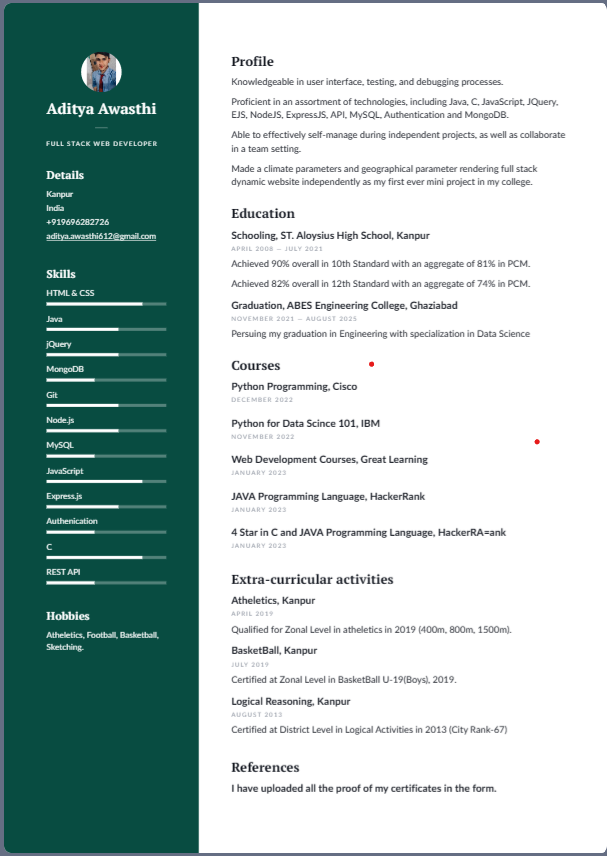 Aditya Awasthi
FULL STACK WEB DEVELOPER
Details
Kanpur
India
+919696282726
aditya.awasthi612@gmail.com
Skills
HTML & CSS
Java
jQuery
MongoDB
Git
Node.js
MySQL
JavaScript
Express.js
Authenication
C
REST API
Hobbies
Atheletics, Football, Basketball,
Sketching.
Profile
Knowledgeable in user interface, testing, and debugging processes.
Proficient in an assortment of technologies, including Java, C, JavaScript, JQuery,
EJS, NodeJS, ExpressJS, API, MySQL, Authentication and MongoDB.
Able to effectively self-manage during independent projects, as well as collaborate
in a team setting.
Made a climate parameters and geographical parameter rendering full stack
dynamic website independently as my first ever mini project in my college.
Education
Schooling, ST. Aloysius High School, Kanpur
APRIL 2008 — JULY 2021
Achieved 90% overall in 10th Standard with an aggregate of 81% in PCM.
Achieved 82% overall in 12th Standard with an aggregate of 74% in PCM.
Graduation, ABES Engineering College, Ghaziabad
NOVEMBER 2021 — AUGUST 2025
Persuing my graduation in Engineering with specialization in Data Science
Courses
Python Programming, Cisco
DECEMBER 2022
Python for Data Scince 101, IBM
NOVEMBER 2022
Web Development Courses, Great Learning
JANUARY 2023
JAVA Programming Language, HackerRank
JANUARY 2023
4 Star in C and JAVA Programming Language, HackerRA=ank
JANUARY 2023
Extra-curricular activities
Atheletics, Kanpur
APRIL 2019
Qualified for Zonal Level in atheletics in 2019 (400m, 800m, 1500m).
BasketBall, Kanpur
JULY 2019
Certified at Zonal Level in BasketBall U-19(Boys), 2019.
Logical Reasoning, Kanpur
AUGUST 2013
Certified at District Level in Logical Activities in 2013 (City Rank-67)
References
I have uploaded all the proof of my certificates in the form.